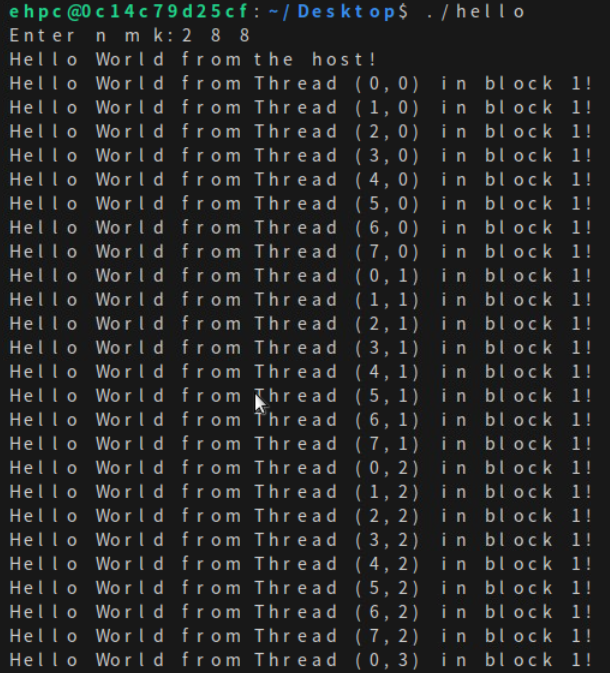 ehpc@0c14c79d25cf:~/Desktop$ ./hello
Enter n m k:2 8 8
Hello World from the host!
Hello World from Thread (0,0) in block 1!
Hello World from Thread (1,0) in block 1!
Hello World from Thread (2,0) in block 1!
Hello World from Thread (3,0) in block 1!
Hello World from Thread (4,0) in block 1!
Hello World from Thread (5,0) in block 1!
Hello World from Thread (6,0) in block 1!
Hello World from Thread (7,0) in block 1!
Hello World from Thread (0,1) in block 1!
Hello World from Thread (1,1) in block 1!
Hello World from Thread (2,1) in block 1!
Hello World from Thread (3,1) in block 1!
Hello World from Thread (4,1) in block 1!
Hello World from Thread (5,1) in block 1!
Hello World from Thread (6,1) in block 1!
Hello World from Thread (7,1) in block 1!
Hello World from Thread (0,2) in block 1!
Hello World from Thread (1,2) in block 1!
Hello World from Thread (2,2) in block 1!
Hello World from Thread (3,2) in block 1!
Hello World from Thread (4,2) in block 1!
Hello World from Thread (5,2) in block 1!
Hello World from Thread (6,2) in block 1!
Hello World from Thread (7,2) in block 1!
Hello World from Thread (0,3) in block 1!